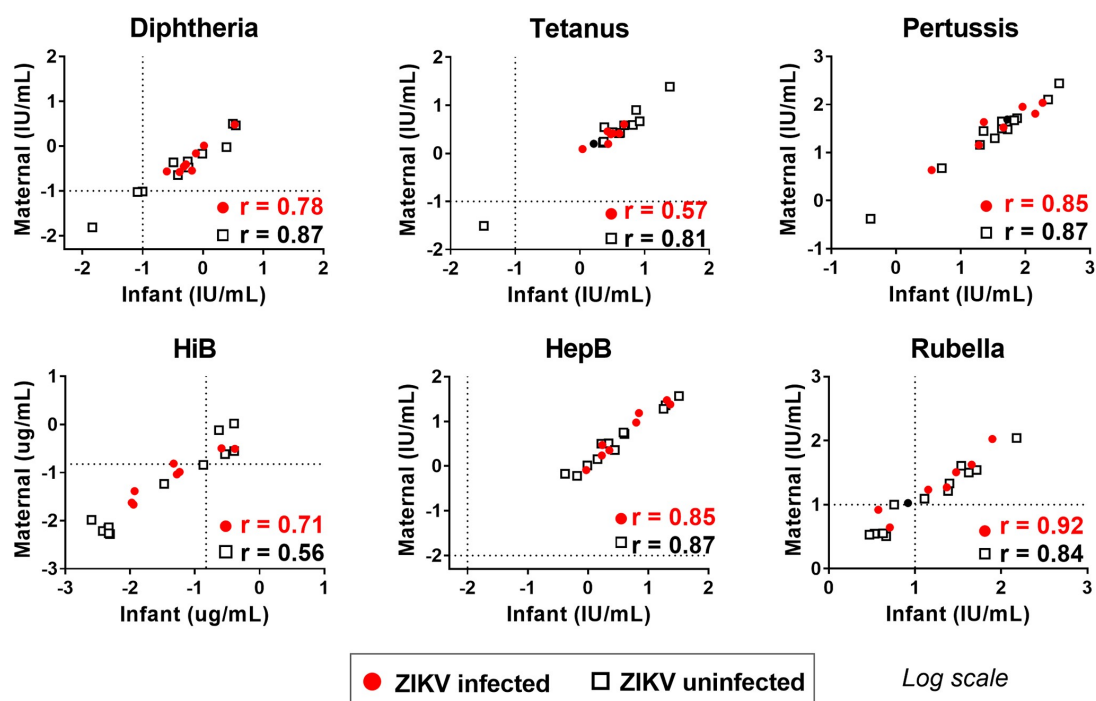 Diphtheria
Maternal (IU/mL)
2
1
0
-1
-2
r = 0.78
r = 0.87
-2 -1 0 1 2
Infant (IU/mL)
Tetanus
Maternal (IU/mL)
2
1
0
-1
-2
r = 0.57
r = 0.81
-2 -1 0 1 2
Infant (IU/mL)
Pertussis
Maternal (IU/mL)
3
2
1
0
-1
r = 0.85
r = 0.87
-1 0 1 2 3
Infant (IU/mL)
HiB
Maternal (ug/mL)
1
0
-1
-2
-3
r = 0.71
r = 0.56
-3 -2 -1 0 1
Infant (ug/mL)
HepB
Maternal (IU/mL)
2
1
0
-1
-2
r = 0.85
r = 0.87
-2 -1 0 1 2
Infant (IU/mL)
Rubella
Maternal (IU/mL)
3
2
1
0
r = 0.92
r = 0.84
0 1 2 3
Infant (IU/mL)
ZIKV infected ZIKV uninfected
Log scale